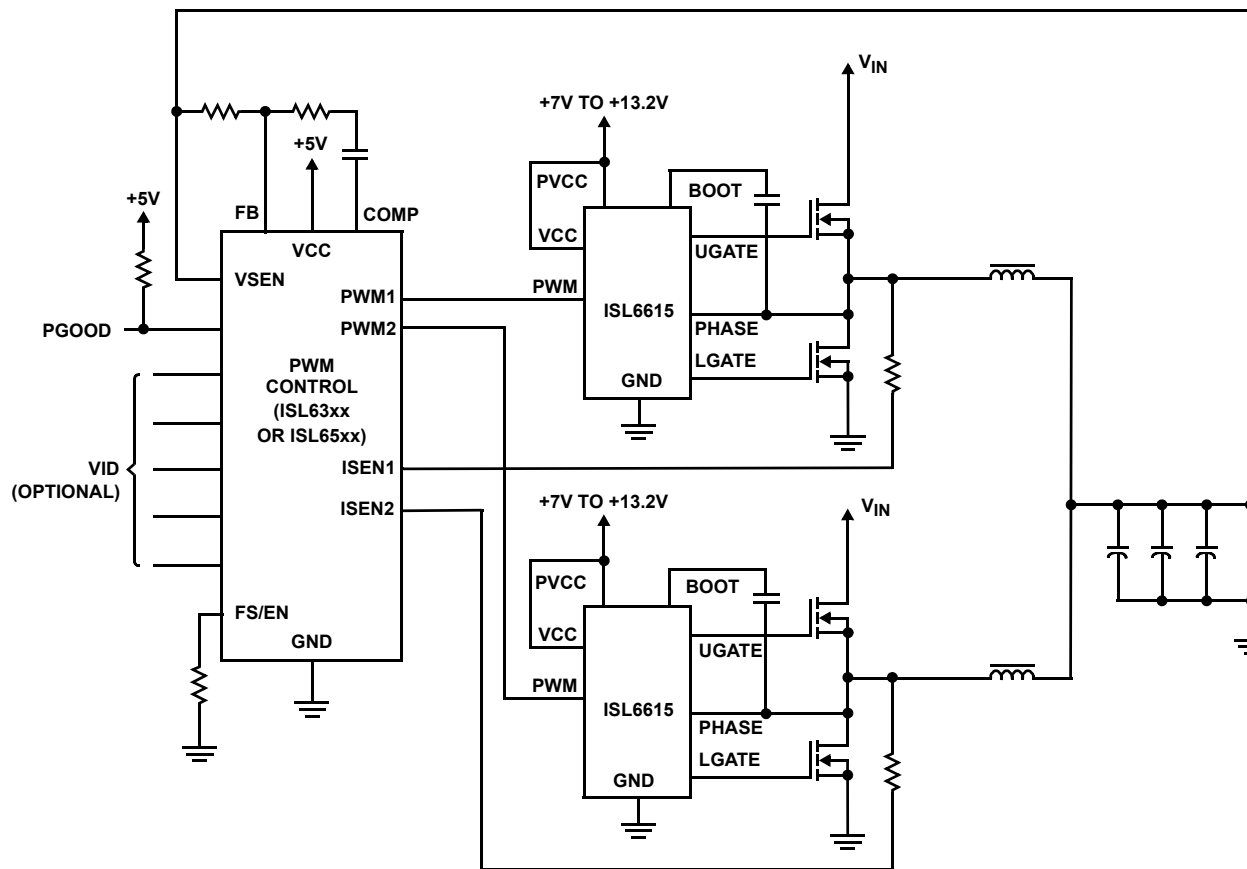 VIN
+7V TO +13.2V
+5V
+5V
PVCC
BOOT
FB
COMP
VCC
VCC
UGATE
VSEN
PWM
PWM1
ISL6615
PGOOD
PWM2
PHASE
LGATE
PWM
CONTROL
(ISL63xx
OR ISL65xx)
GND
VID
(OPTIONAL)
ISEN1
ISEN2
+7V TO +13.2V
VIN
PVCC
BOOT
FS/EN
VCC
GND
UGATE
PWM
ISL6615
PHASE
LGATE
GND